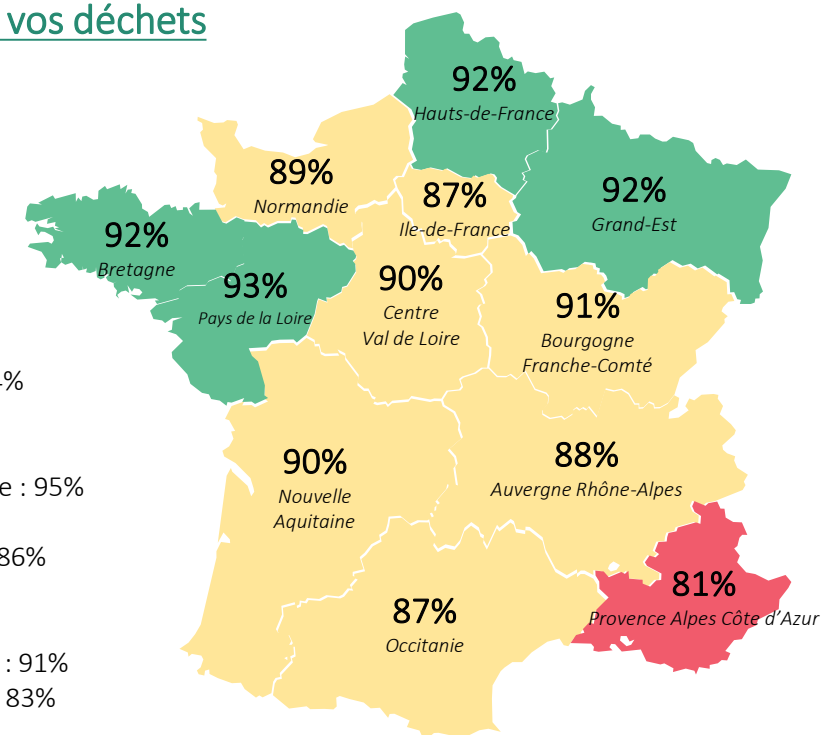 vos déchets
92%
Hauts-de-France
89%
Normandie
87%
Ile-de-France
92%
Grand-Est
92%
Bretagne
93%
Pays de la Loire
90%
Centre
Val de Loire
91%
Bourgogne
Franche-Comté
%
e : 95%
90%
Nouvelle
Aquitaine
88%
Auvergne Rhône-Alpes
86%
81%
Provence Alpes Côte d’Azur
87%
Occitanie
: 91%
83%